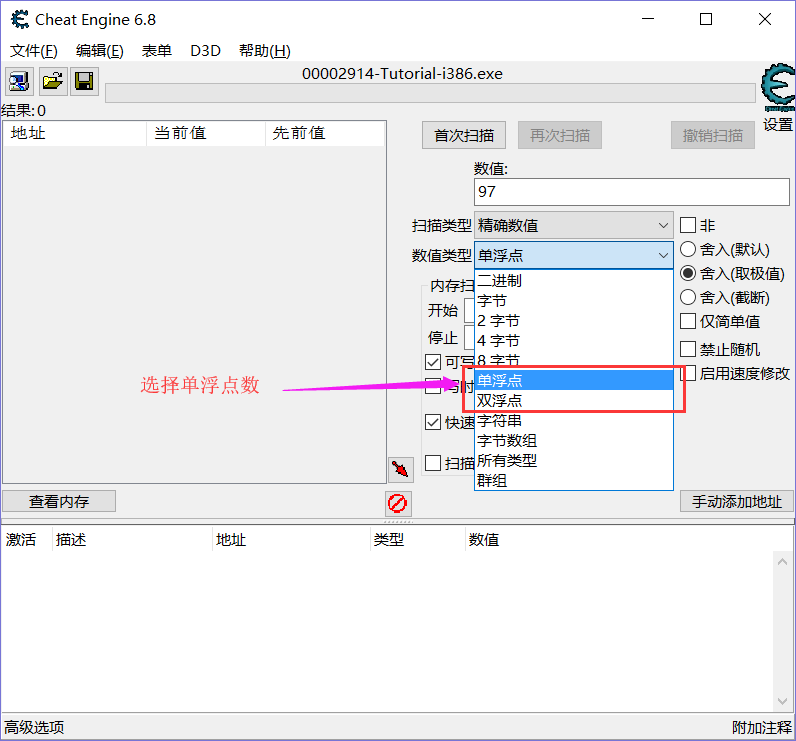 Cheat Engine 6.8
文件(F) 编辑(E) 表单 D3D 帮助(H)
00002914-Tutorial-i386.exe
结果:0
设置
地址 当前值 先前值
首次扫描 再次扫描 撤销扫描
数值:
97
扫描类型 精确数值 非
数值类型 单浮点 舍入(默认)
内存扫 二进制 舍入(取极值)
字节 舍入(截断)
开始 2 字节 仅简单值
停止 4 字节 禁止随机
可写 8 字节
选择单浮点数 写时 单浮点 启用速度修改
双浮点
快速 字符串
字节数组
扫描 所有类型
群组
查看内存 手动添加地址
激活 描述 地址 类型 数值
高级选项 附加注释